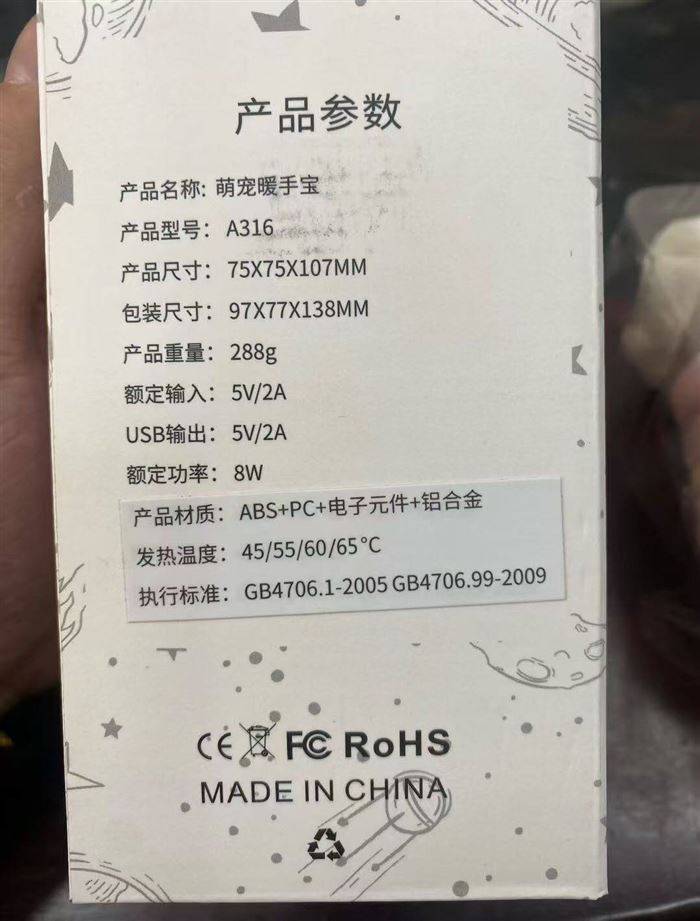 产品参数
产品名称: 萌宠暖手宝
产品型号: A316
产品尺寸: 75X75X107MM
包装尺寸: 97X77X138MM
产品重量: 288g
额定输入: 5V/2A
USB输出: 5V/2A
额定功率: 8W
产品材质: ABS+PC+电子元件+铝合金
发热温度: 45/55/60/65℃
执行标准: GB4706.1-2005 GB4706.99-2009
CE FC RoHS
MADE IN CHINA